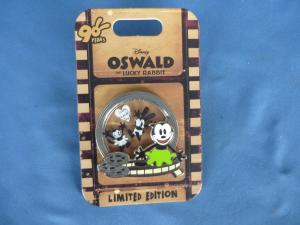 90
YEARS
Disney
OSWALD
THE LUCKY RABBIT
LIMITED EDITION